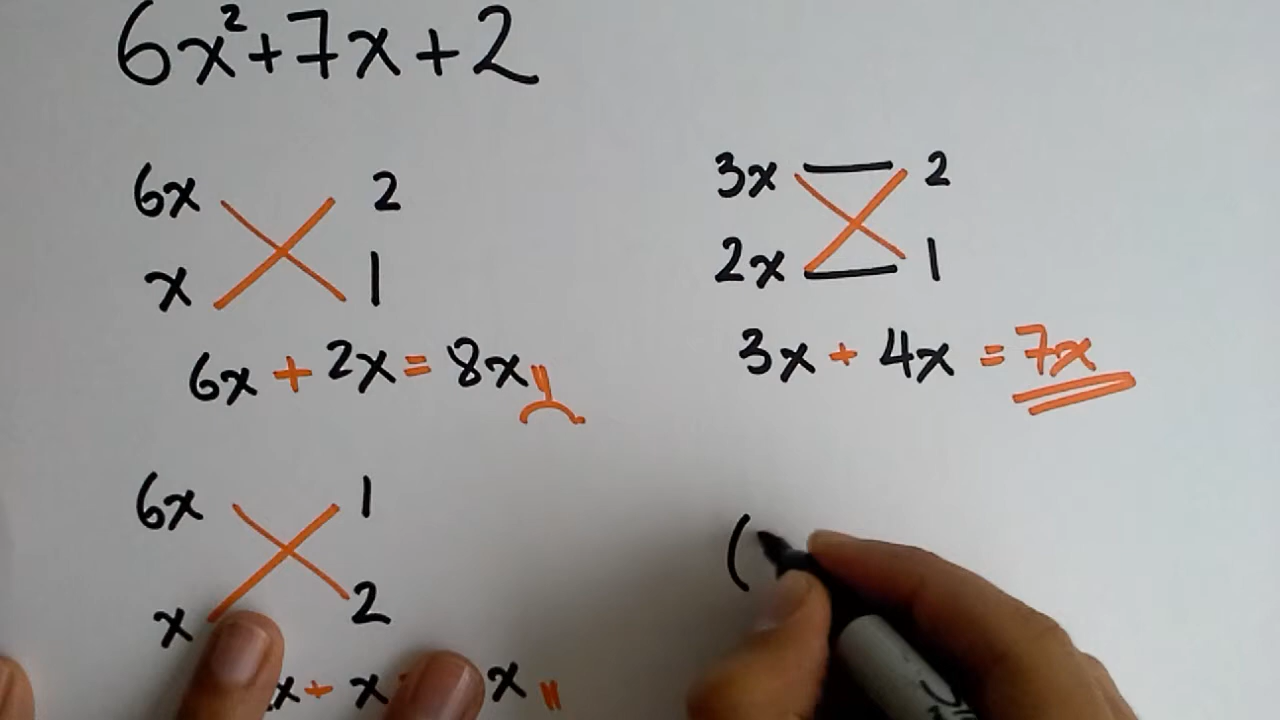 6x²+7x+2
6x 2
x 1
6x + 2x = 8x
6x 1
x 2
x + x x
3x 2
2x 1
3x + 4x = 7x
(